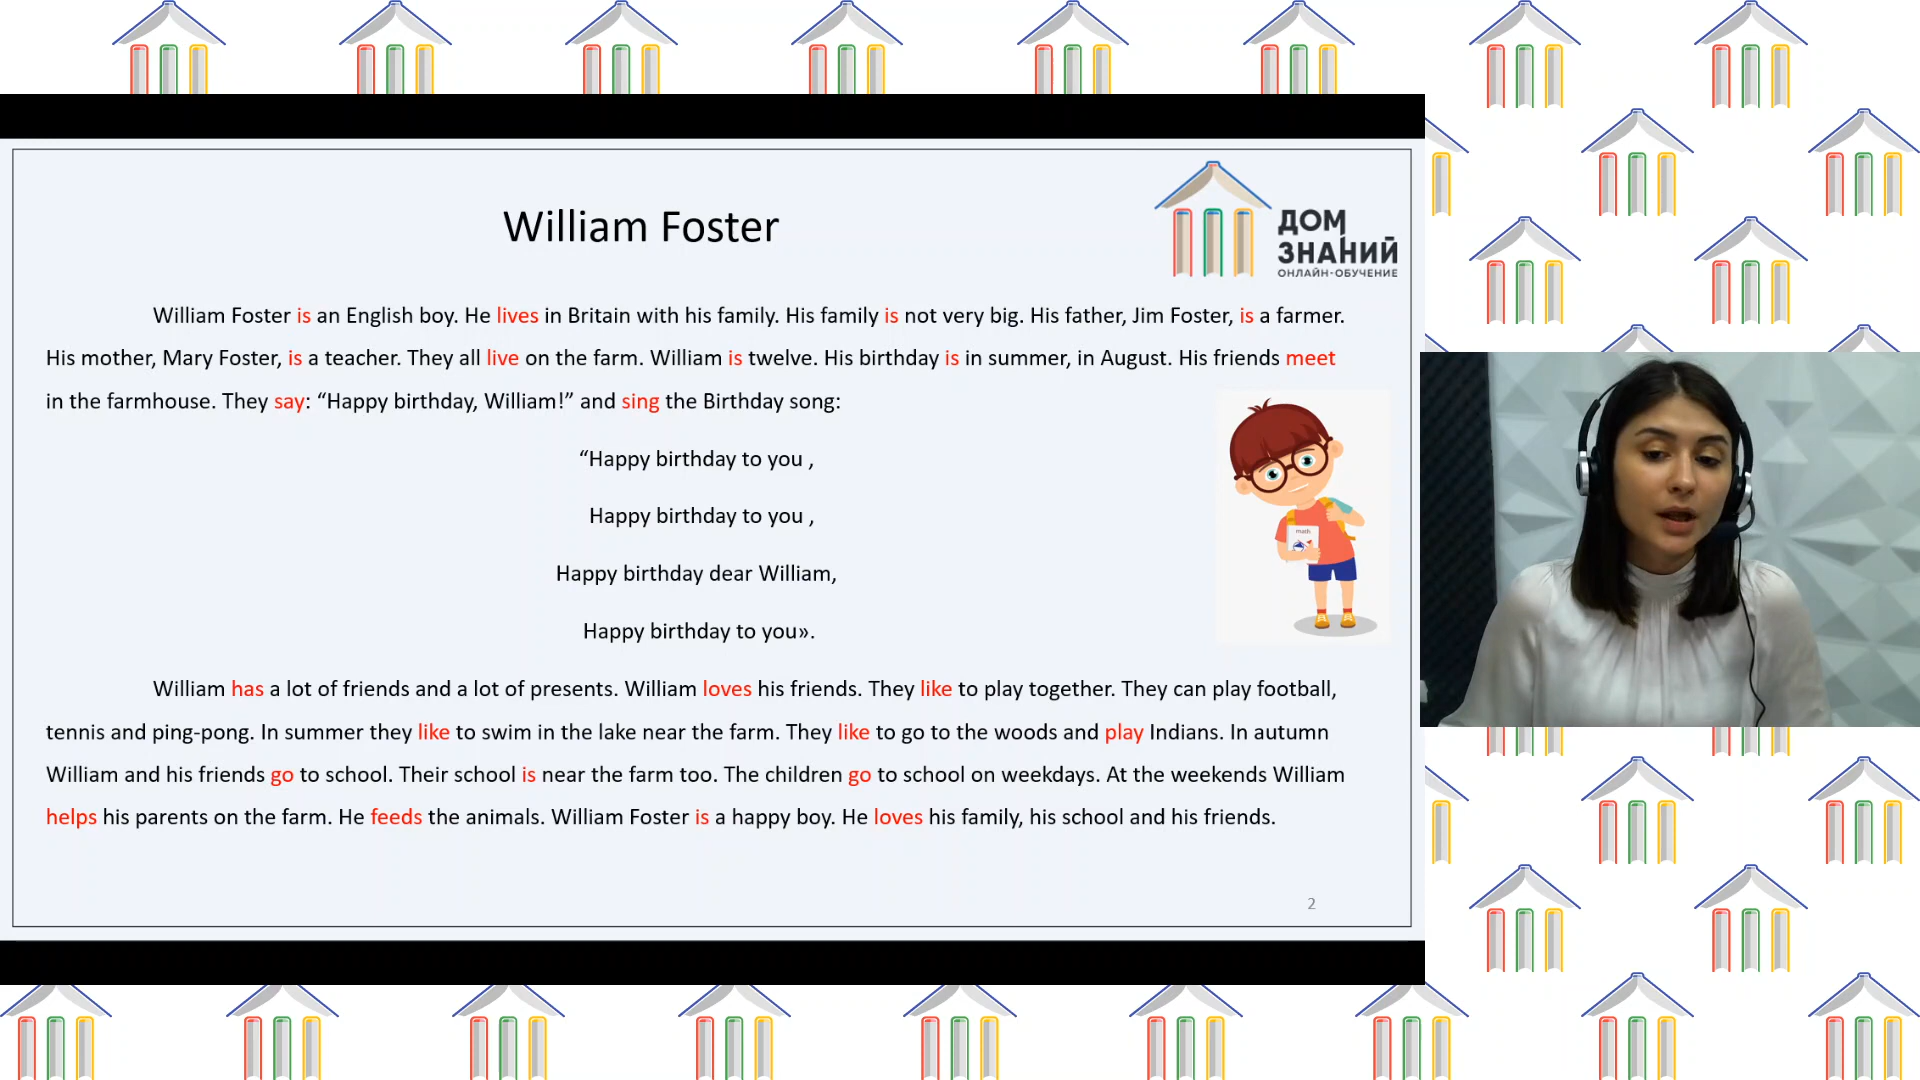 William Foster
ДОМ
ЗНАНИЙ
ОНЛАЙН-ОБУЧЕНИЕ
William Foster is an English boy. He lives in Britain with his family. His family is not very big. His father, Jim Foster, is a farmer.
His mother, Mary Foster, is a teacher. They all live on the farm. William is twelve. His birthday is in summer, in August. His friends meet
in the farmhouse. They say: “Happy birthday, William!” and sing the Birthday song:
“Happy birthday to you ,
Happy birthday to you ,
Happy birthday dear William,
Happy birthday to you».
math
William has a lot of friends and a lot of presents. William loves his friends. They like to play together. They can play football,
tennis and ping-pong. In summer they like to swim in the lake near the farm. They like to go to the woods and play Indians. In autumn
William and his friends go to school. Their school is near the farm too. The children go to school on weekdays. At the weekends William
helps his parents on the farm. He feeds the animals. William Foster is a happy boy. He loves his family, his school and his friends.
2